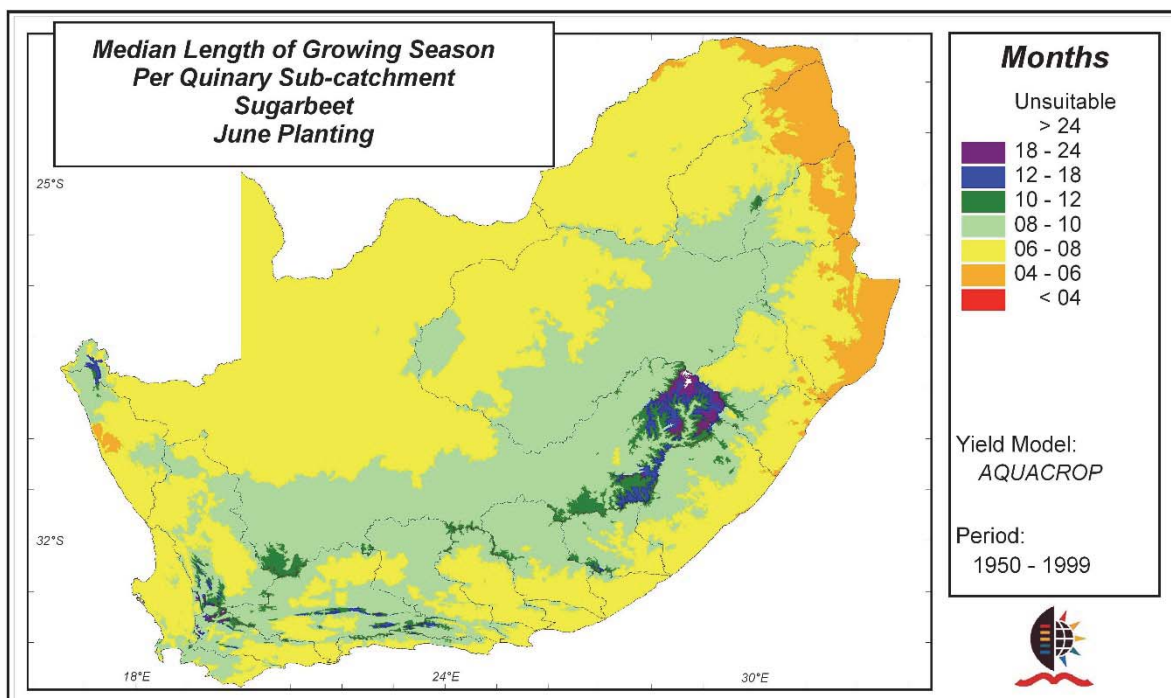 Median Length of Growing Season
Per Quinary Sub-catchment
Sugarbeet
June Planting
25°S
32°S
18°E
24°E
30°E
Months
Unsuitable
> 24
18 - 24
12 - 18
10 - 12
08 - 10
06 - 08
04 - 06
< 04
Yield Model:
AQUACROP
Period:
1950 - 1999